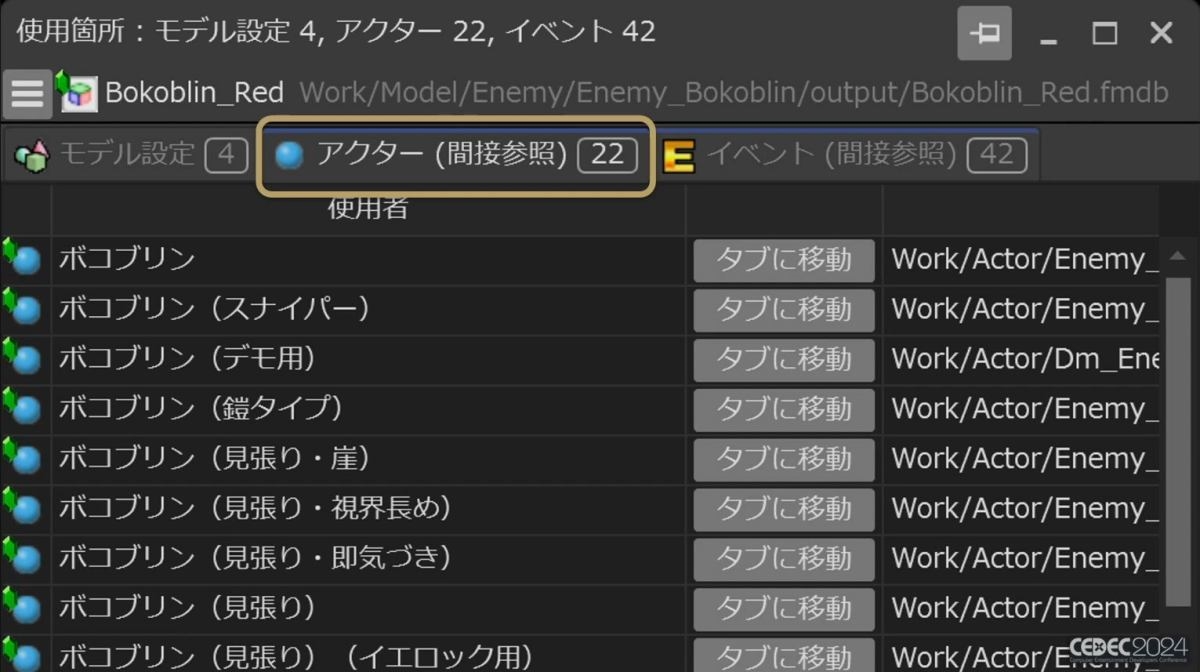 使用箇所：モデル設定 4, アクター 22, イベント 42
Bokoblin_Red Work/Model/Enemy/Enemy_Bokoblin/output/Bokoblin_Red.fmdb
モデル設定 4 アクター (間接参照) 22 イベント (間接参照) 42
使用者
ボコブリン タブに移動 Work/Actor/Enemy_
ボコブリン（スナイパー） タブに移動 Work/Actor/Enemy_
ボコブリン（デモ用） タブに移動 Work/Actor/Dm_Ene
ボコブリン（鎧タイプ） タブに移動 Work/Actor/Enemy_
ボコブリン（見張り・崖） タブに移動 Work/Actor/Enemy_
ボコブリン（見張り・視界長め） タブに移動 Work/Actor/Enemy_
ボコブリン（見張り・即気づき） タブに移動 Work/Actor/Enemy_
ボコブリン（見張り） タブに移動 Work/Actor/Enemy_
ボコブリン（見張り）（イエロック用） タブに移動 Work/Actor/Enemy_
CEDEC2024
Computer Entertainment Developers Conference